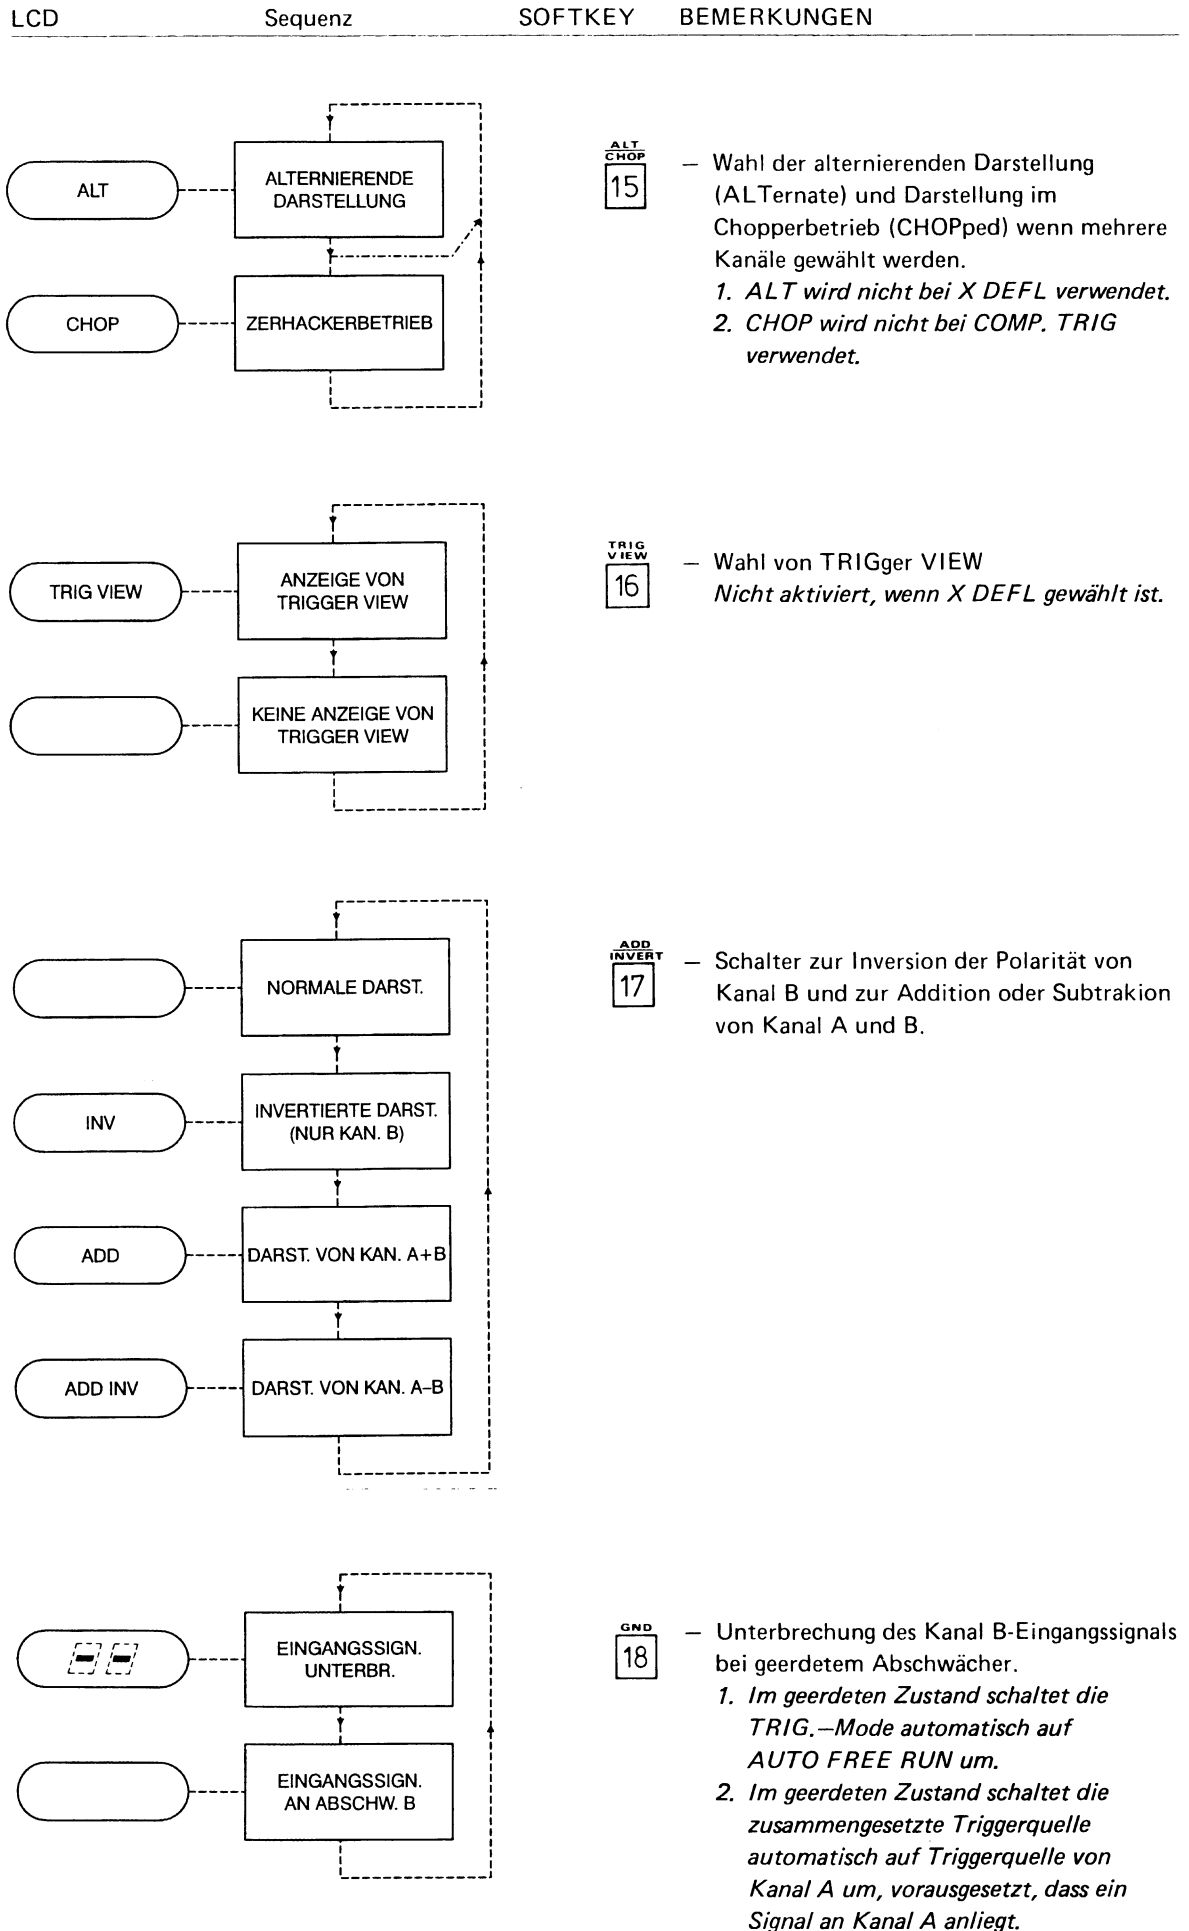 LCD Sequenz SOFTKEY BEMERKUNGEN
ALT
ALTERNIERENDE
DARSTELLUNG
CHOP
ZERHACKERBETRIEB
ALT
CHOP
15
— Wahl der alternierenden Darstellung
(ALTernate) und Darstellung im
Chopperbetrieb (CHOPped) wenn mehrere
Kanäle gewählt werden.
1. ALT wird nicht bei X DEFL verwendet.
2. CHOP wird nicht bei COMP. TRIG
verwendet.
TRIG VIEW
ANZEIGE VON
TRIGGER VIEW
KEINE ANZEIGE VON
TRIGGER VIEW
TRIG
VIEW
16
— Wahl von TRIGger VIEW
Nicht aktiviert, wenn X DEFL gewählt ist.
NORMALE DARST.
INV
INVERTIERTE DARST.
(NUR KAN. B)
ADD
DARST. VON KAN. A+B
ADD INV
DARST. VON KAN. A–B
ADD
INVERT
17
— Schalter zur Inversion der Polarität von
Kanal B und zur Addition oder Subtrakion
von Kanal A und B.
EINGANGSSIGN.
UNTERBR.
EINGANGSSIGN.
AN ABSCHW. B
GND
18
— Unterbrechung des Kanal B-Eingangssignals
bei geerdetem Abschwächer.
1. Im geerdeten Zustand schaltet die
TRIG.–Mode automatisch auf
AUTO FREE RUN um.
2. Im geerdeten Zustand schaltet die
zusammengesetzte Triggerquelle
automatisch auf Triggerquelle von
Kanal A um, vorausgesetzt, dass ein
Signal an Kanal A anliegt.